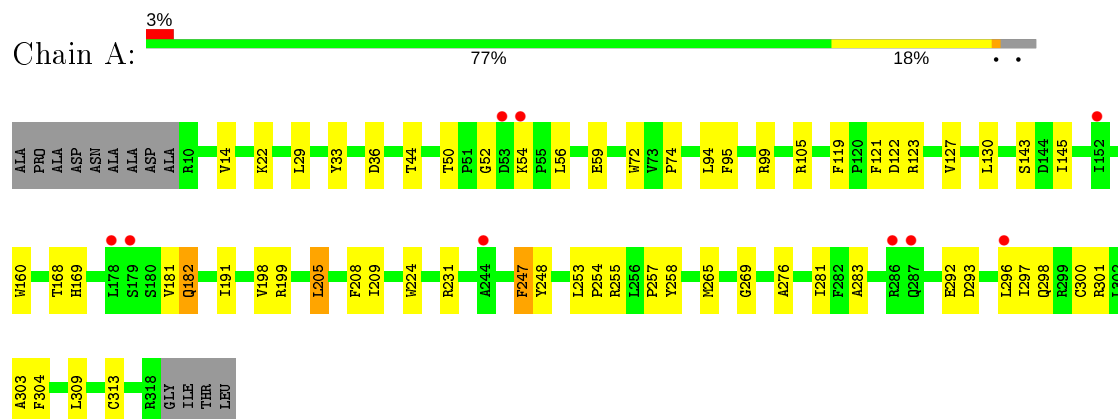 3%
Chain A:
77% 18% • •
ALA PRO ALA ASP ASN ALA ALA ASP ALA R10 V14 K22 L29 Y33 D36 T44 T50 P51 G52 D53 K54 P55 L56 E59 W72 V73 P74 L94 F95 R99 R105 F119 P120 F121 D122 R123 V127 L130 S143 D144 I145 I152
W160 T168 H169 L178 S179 S180 V181 Q182 I191 V198 R199 L205 F208 I209 W224 R231 A244 F247 Y248 L253 P254 R255 L256 P257 Y258 M265 G269 A276 I281 F282 A283 R286 Q287 E292 D293 L296 I297 Q298 R299 C300 R301
A303 F304 L309 C313 R318 GLY ILE THR LEU